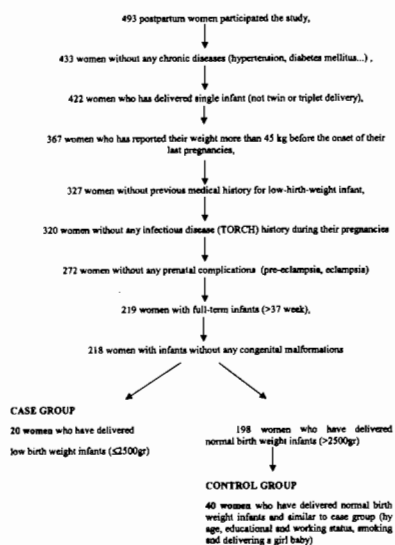 493 postpartum women participated the study,
433 women without any chronic diseases (hypertension, diabetes mellitus...) ,
422 women who has delivered single infant (not twin or triplet delivery),
367 women who has reported their weight more than 45 kg before the onset of their
last pregnancies,
327 women without previous medical history for low-birth-weight infant,
320 women without any infectious disease (TORCH) history during their pregnancies
272 women without any prenatal complications (pre-eclampsia, eclampsia)
219 women with full-term infants (>37 week),
218 women with infants without any congenital malformations
CASE GROUP
20 women who have delivered
low birth weight infants (≤2500gr)
198 women who have delivered
normal birth weight infants (>2500gr)
CONTROL GROUP
40 women who have delivered normal birth
weight infants and similar to case group (by
age, educational and working status, smoking
and delivering a girl baby)